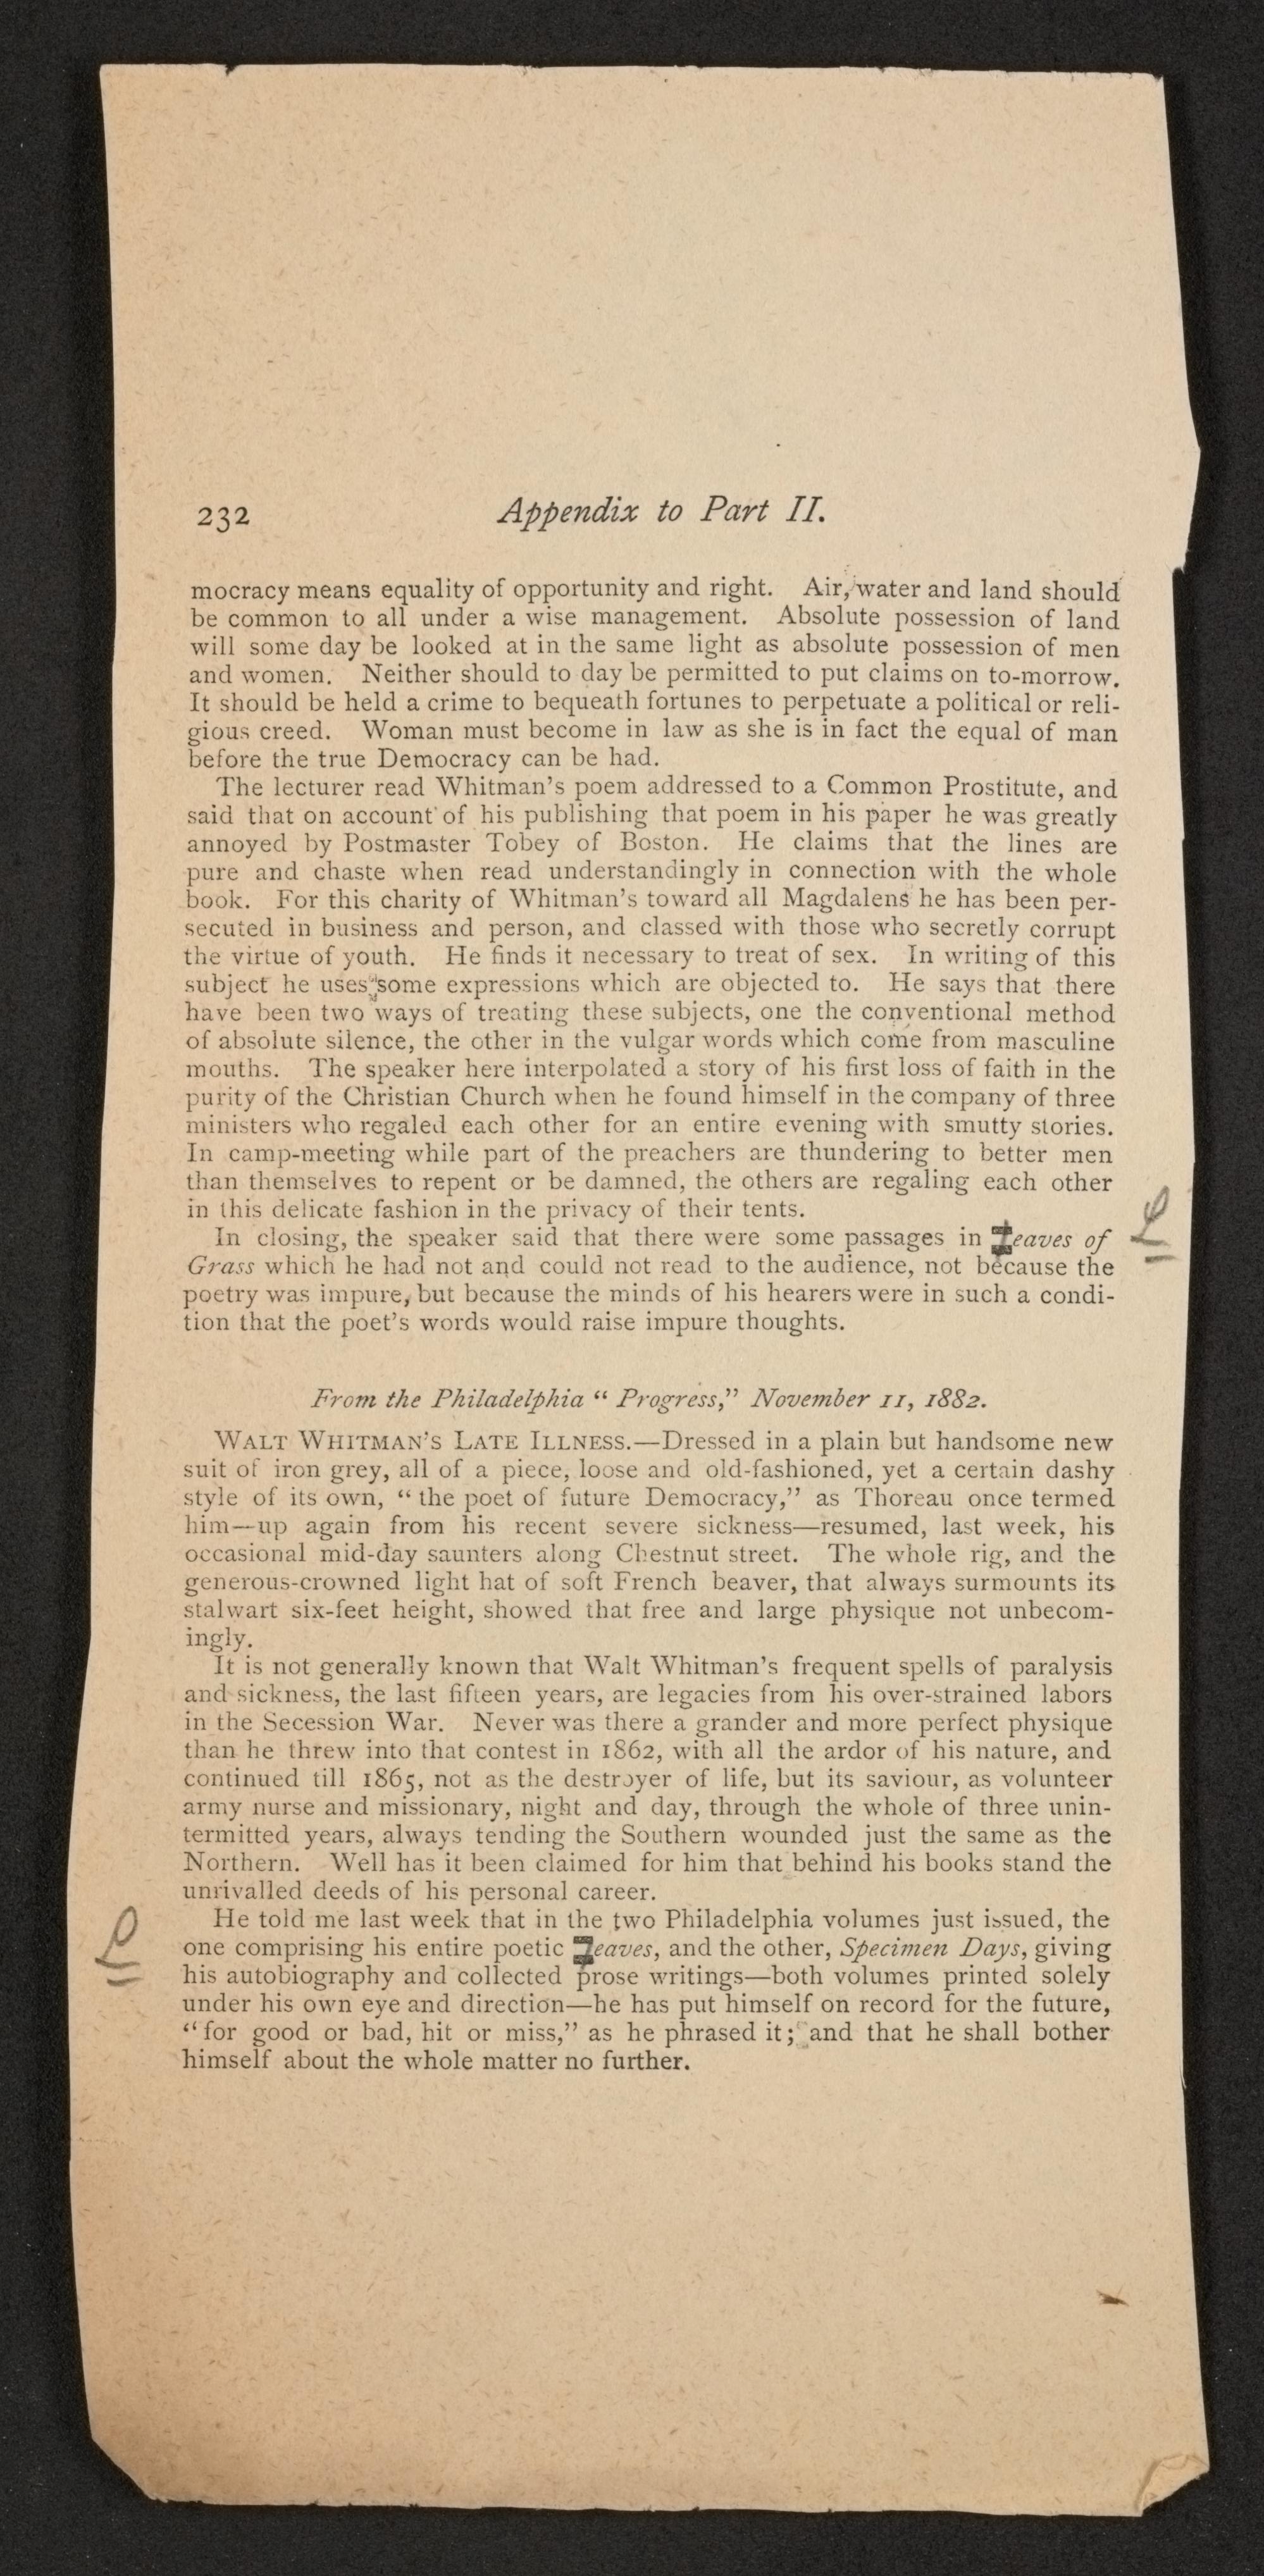 232 Appendix to Part II.
mocracy means equality of opportunity and right. Air, water and land should
be common to all under a wise management. Absolute possession of land
will some day be looked at in the same light as absolute possession of men
and women. Neither should to day be permitted to put claims on to-morrow.
It should be held a crime to bequeath fortunes to perpetuate a political or reli-
gious creed. Woman must become in law as she is in fact the equal of man
before the true Democracy can be had.
The lecturer read Whitman's poem addressed to a Common Prostitute, and
said that on account of his publishing that poem in his paper he was greatly
annoyed by Postmaster Tobey of Boston. He claims that the lines are
pure and chaste when read understandingly in connection with the whole
book. For this charity of Whitman's toward all Magdalens he has been per-
secuted in business and person, and classed with those who secretly corrupt
the virtue of youth. He finds it necessary to treat of sex. In writing of this
subject he uses some expressions which are objected to. He says that there
have been two ways of treating these subjects, one the conventional method
of absolute silence, the other in the vulgar words which come from masculine
mouths. The speaker here interpolated a story of his first loss of faith in the
purity of the Christian Church when he found himself in the company of three
ministers who regaled each other for an entire evening with smutty stories.
In camp-meeting while part of the preachers are thundering to better men
than themselves to repent or be damned, the others are regaling each other
in this delicate fashion in the privacy of their tents.
In closing, the speaker said that there were some passages in Leaves of L
Grass which he had not and could not read to the audience, not because the
poetry was impure, but because the minds of his hearers were in such a condi-
tion that the poet's words would raise impure thoughts.
From the Philadelphia "Progress," November 11, 1882.
WALT WHITMAN'S LATE ILLNESS.—Dressed in a plain but handsome new
suit of iron grey, all of a piece, loose and old-fashioned, yet a certain dashy
style of its own, "the poet of future Democracy," as Thoreau once termed
him—up again from his recent severe sickness—resumed, last week, his
occasional mid-day saunters along Chestnut street. The whole rig, and the
generous-crowned light hat of soft French beaver, that always surmounts its
stalwart six-feet height, showed that free and large physique not unbecom-
ingly.
It is not generally known that Walt Whitman's frequent spells of paralysis
and sickness, the last fifteen years, are legacies from his over-strained labors
in the Secession War. Never was there a grander and more perfect physique
than he threw into that contest in 1862, with all the ardor of his nature, and
continued till 1865, not as the destroyer of life, but its saviour, as volunteer
army nurse and missionary, night and day, through the whole of three unin-
termitted years, always tending the Southern wounded just the same as the
Northern. Well has it been claimed for him that behind his books stand the
unrivalled deeds of his personal career.
He told me last week that in the two Philadelphia volumes just issued, the
L one comprising his entire poetic Leaves, and the other, Specimen Days, giving
his autobiography and collected prose writings—both volumes printed solely
under his own eye and direction—he has put himself on record for the future,
"for good or bad, hit or miss," as he phrased it; and that he shall bother
himself about the whole matter no further.